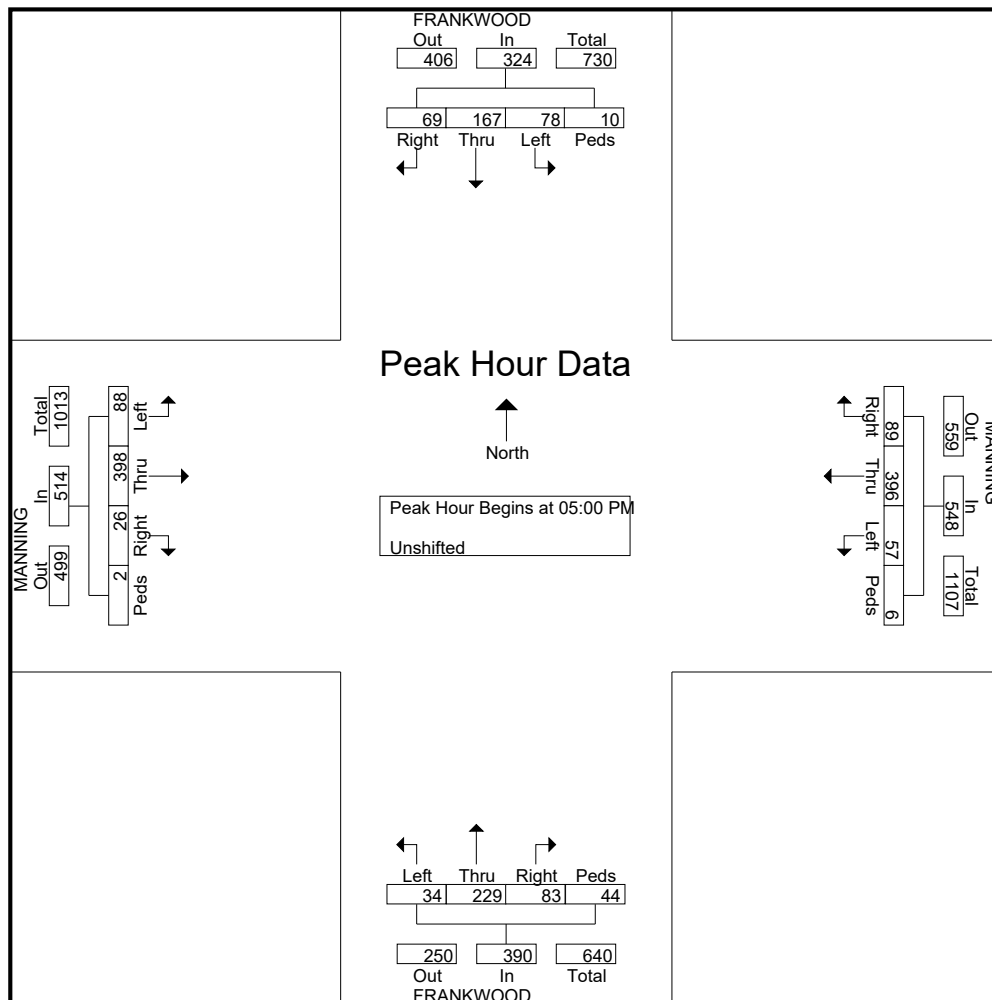 FRANKWOOD
Out In Total
406 324 730
69 167 78 10
Right Thru Left Peds
Peak Hour Data
North
Peak Hour Begins at 05:00 PM
Unshifted
MANNING
Total In Out
1013 514 499
88 398 26 2
Left Thru Right Peds
MANNING
Out In Total
559 548 1107
89 396 57 6
Right Thru Left Peds
Left Thru Right Peds
34 229 83 44
250 390 640
Out In Total
FRANKWOOD